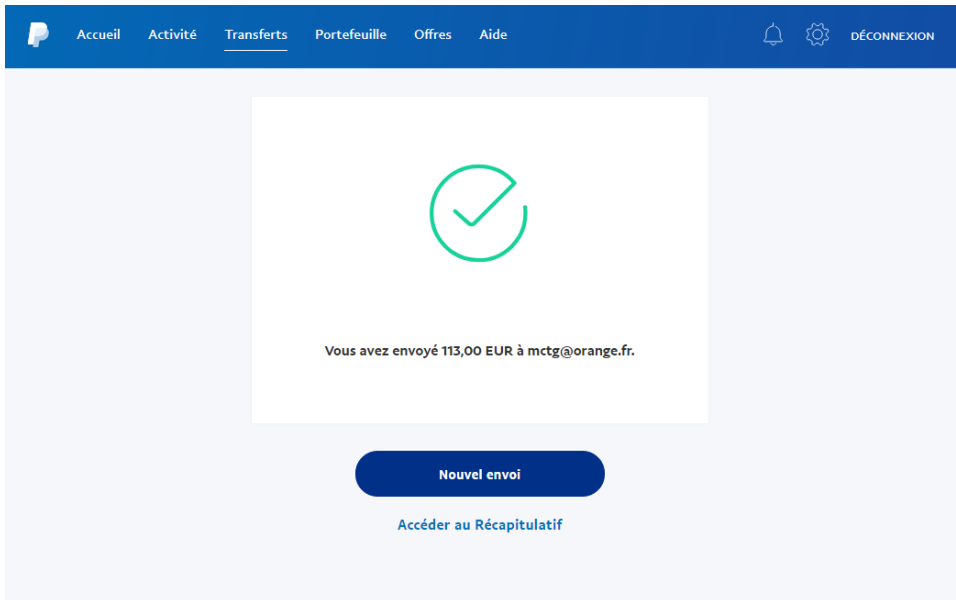 Accueil Activité Transferts Portefeuille Offres Aide DÉCONNEXION
Vous avez envoyé 113,00 EUR à mctg@orange.fr.
Nouvel envoi
Accéder au Récapitulatif